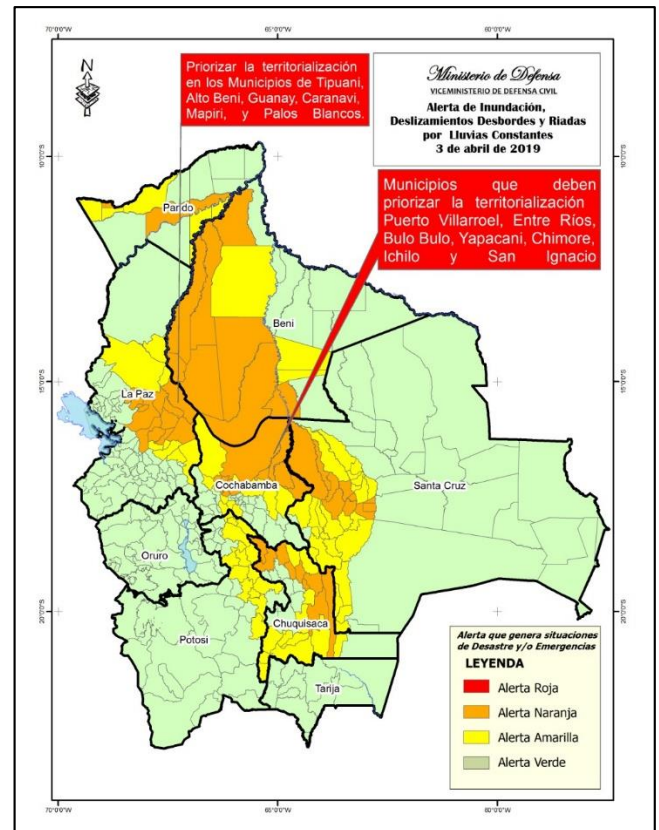 70°0'0"O
65°0'0"O
60°0'0"O
N
Priorizar la territorialización
en los Municipios de Tipuani,
Alto Beni, Guanay, Caranavi,
Mapiri, y Palos Blancos.
Ministerio de Defensa
VICEMINISTERIO DE DEFENSA CIVIL
Alerta de Inundación,
Deslizamientos Desbordes y Riadas
por Lluvias Constantes
3 de abril de 2019
10°0'0"S
10°0'0"S
Municipios que deben
priorizar la territorialización
Puerto Villarroel, Entre Ríos,
Bulo Bulo, Yapacani, Chimore,
Ichilo y San Ignacio
Pando
Beni
15°0'0"S
15°0'0"S
La Paz
Cochabamba
Santa Cruz
Oruro
20°0'0"S
20°0'0"S
Chuquisaca
Potosi
Tarija
Alerta que genera situaciones
de Desastre y/o Emergencias
LEYENDA
Alerta Roja
Alerta Naranja
Alerta Amarilla
Alerta Verde
70°0'0"O
65°0'0"O
60°0'0"O